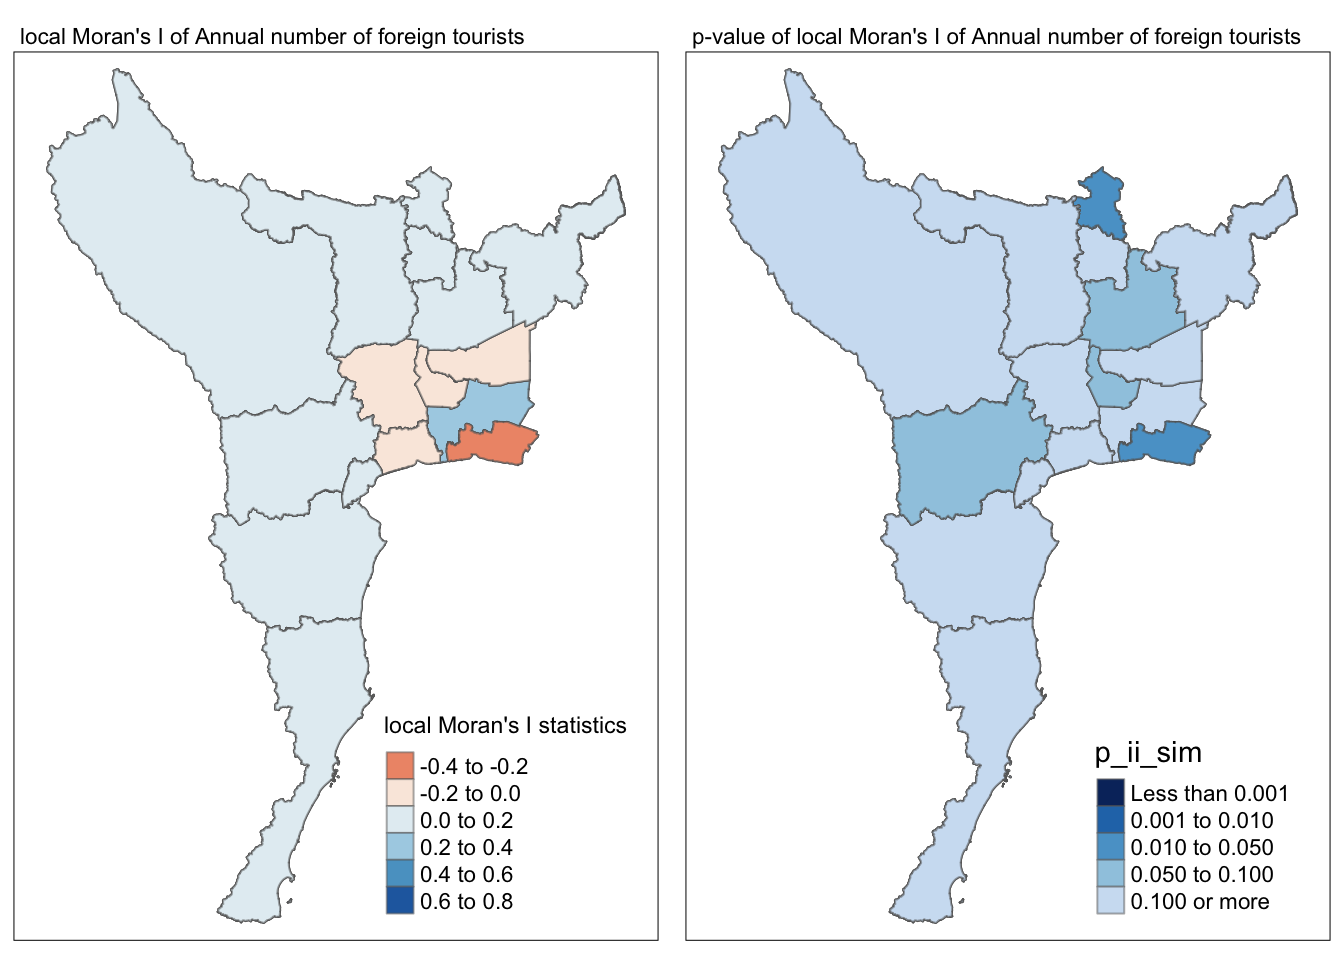 local Moran's I of Annual number of foreign tourists
p-value of local Moran's I of Annual number of foreign tourists
local Moran's I statistics
-0.4 to -0.2
-0.2 to 0.0
0.0 to 0.2
0.2 to 0.4
0.4 to 0.6
0.6 to 0.8
p_ii_sim
Less than 0.001
0.001 to 0.010
0.010 to 0.050
0.050 to 0.100
0.100 or more